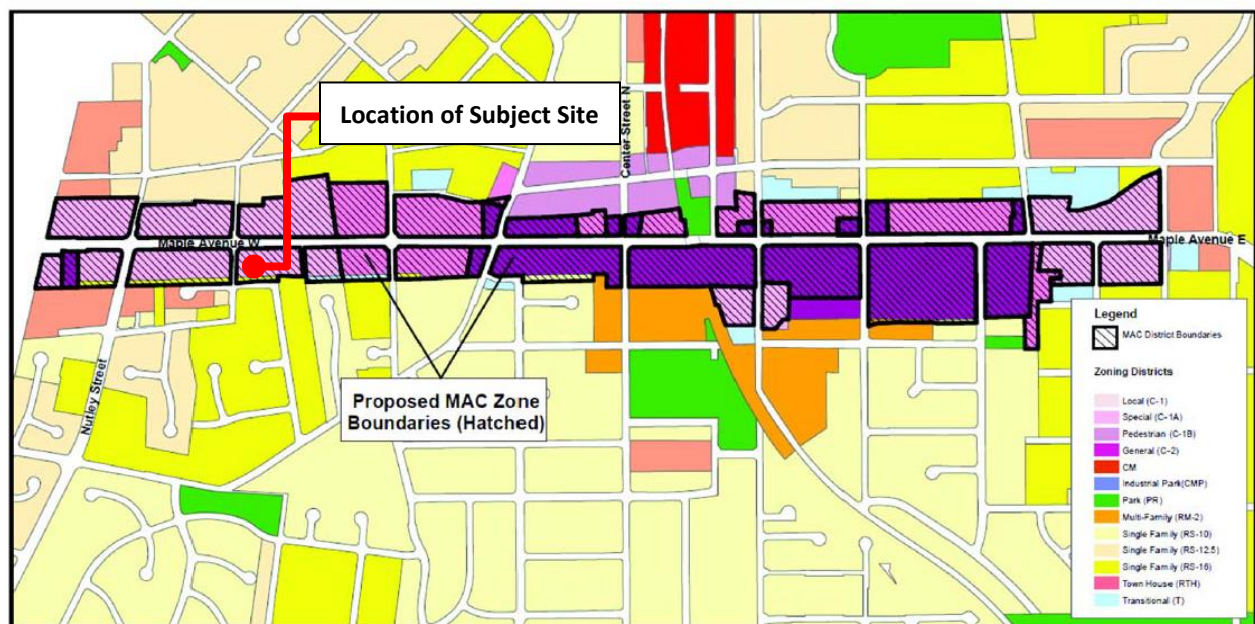 Location of Subject Site
Center Street N
Maple Avenue W
Maple Avenue E
Nutley Street
Proposed MAC Zone
Boundaries (Hatched)
Legend
MAC District Boundaries
Zoning Districts
Local (C-1)
Special (C-1A)
Pedestrian (C-1B)
General (C-2)
CM
Industrial Park(CMP)
Park (PR)
Multi-Family (RM-2)
Single Family (RS-10)
Single Family (RS-12.5)
Single Family (RS-16)
Town House (RTH)
Transitional (T)